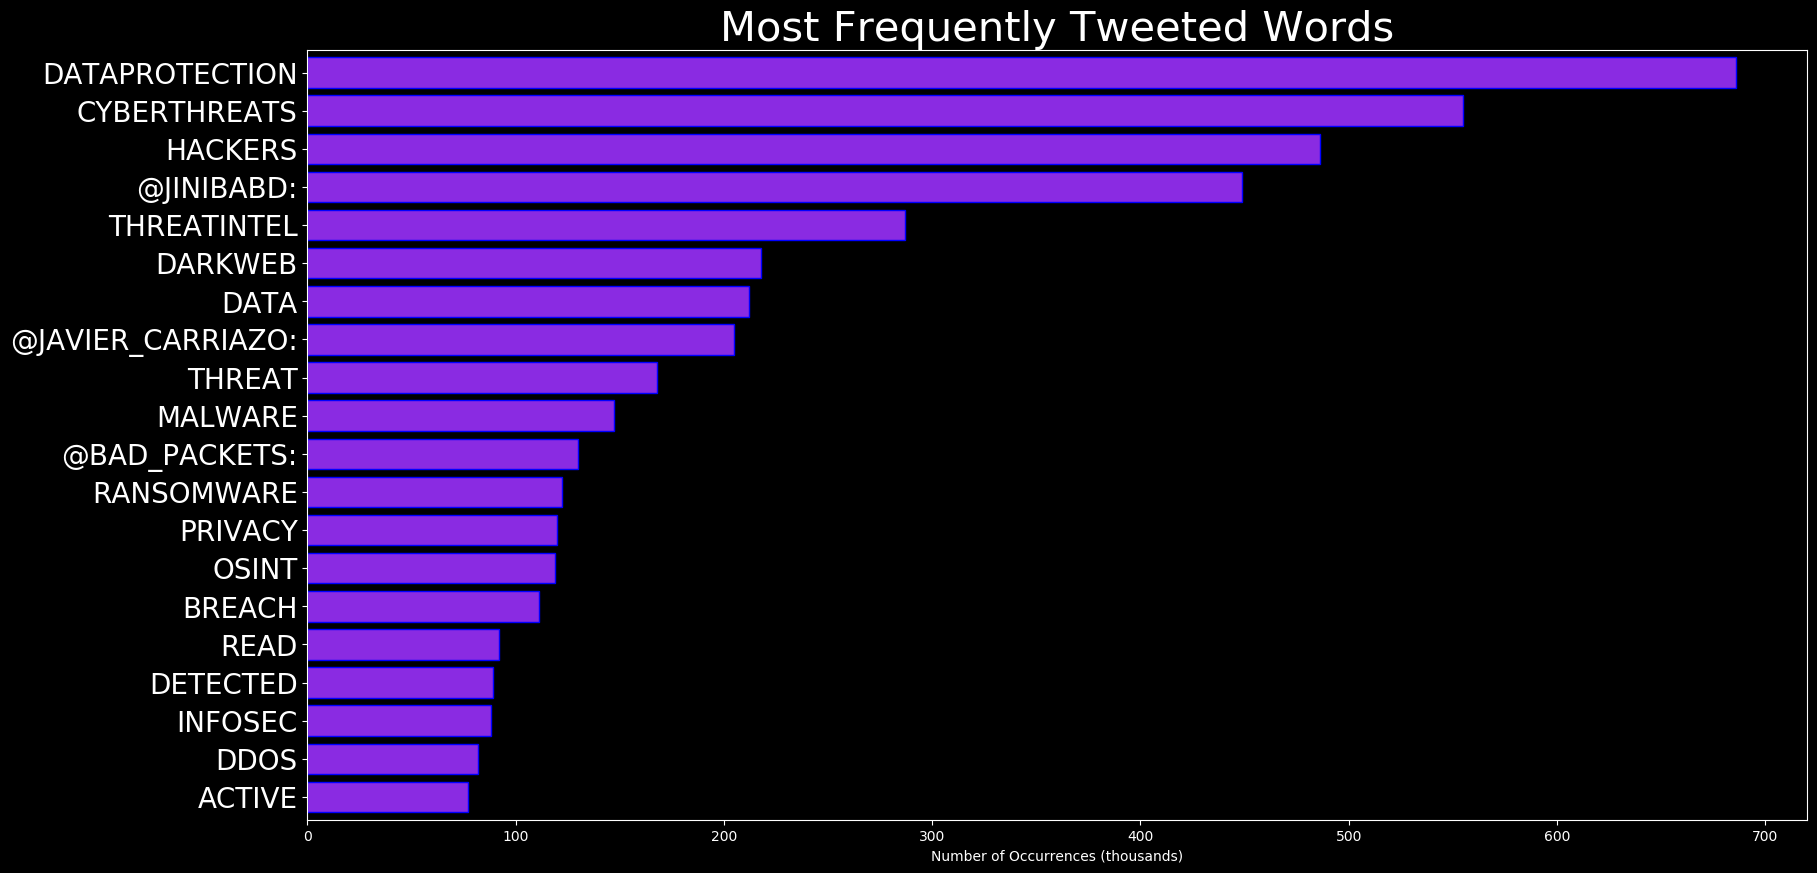 Most Frequently Tweeted Words
DATAPROTECTION
CYBERTHREATS
HACKERS
@JINIBABD:
THREATINTEL
DARKWEB
DATA
@JAVIER_CARRIAZO:
THREAT
MALWARE
@BAD_PACKETS:
RANSOMWARE
PRIVACY
OSINT
BREACH
READ
DETECTED
INFOSEC
DDOS
ACTIVE
0 100 200 300 400 500 600 700
Number of Occurrences (thousands)